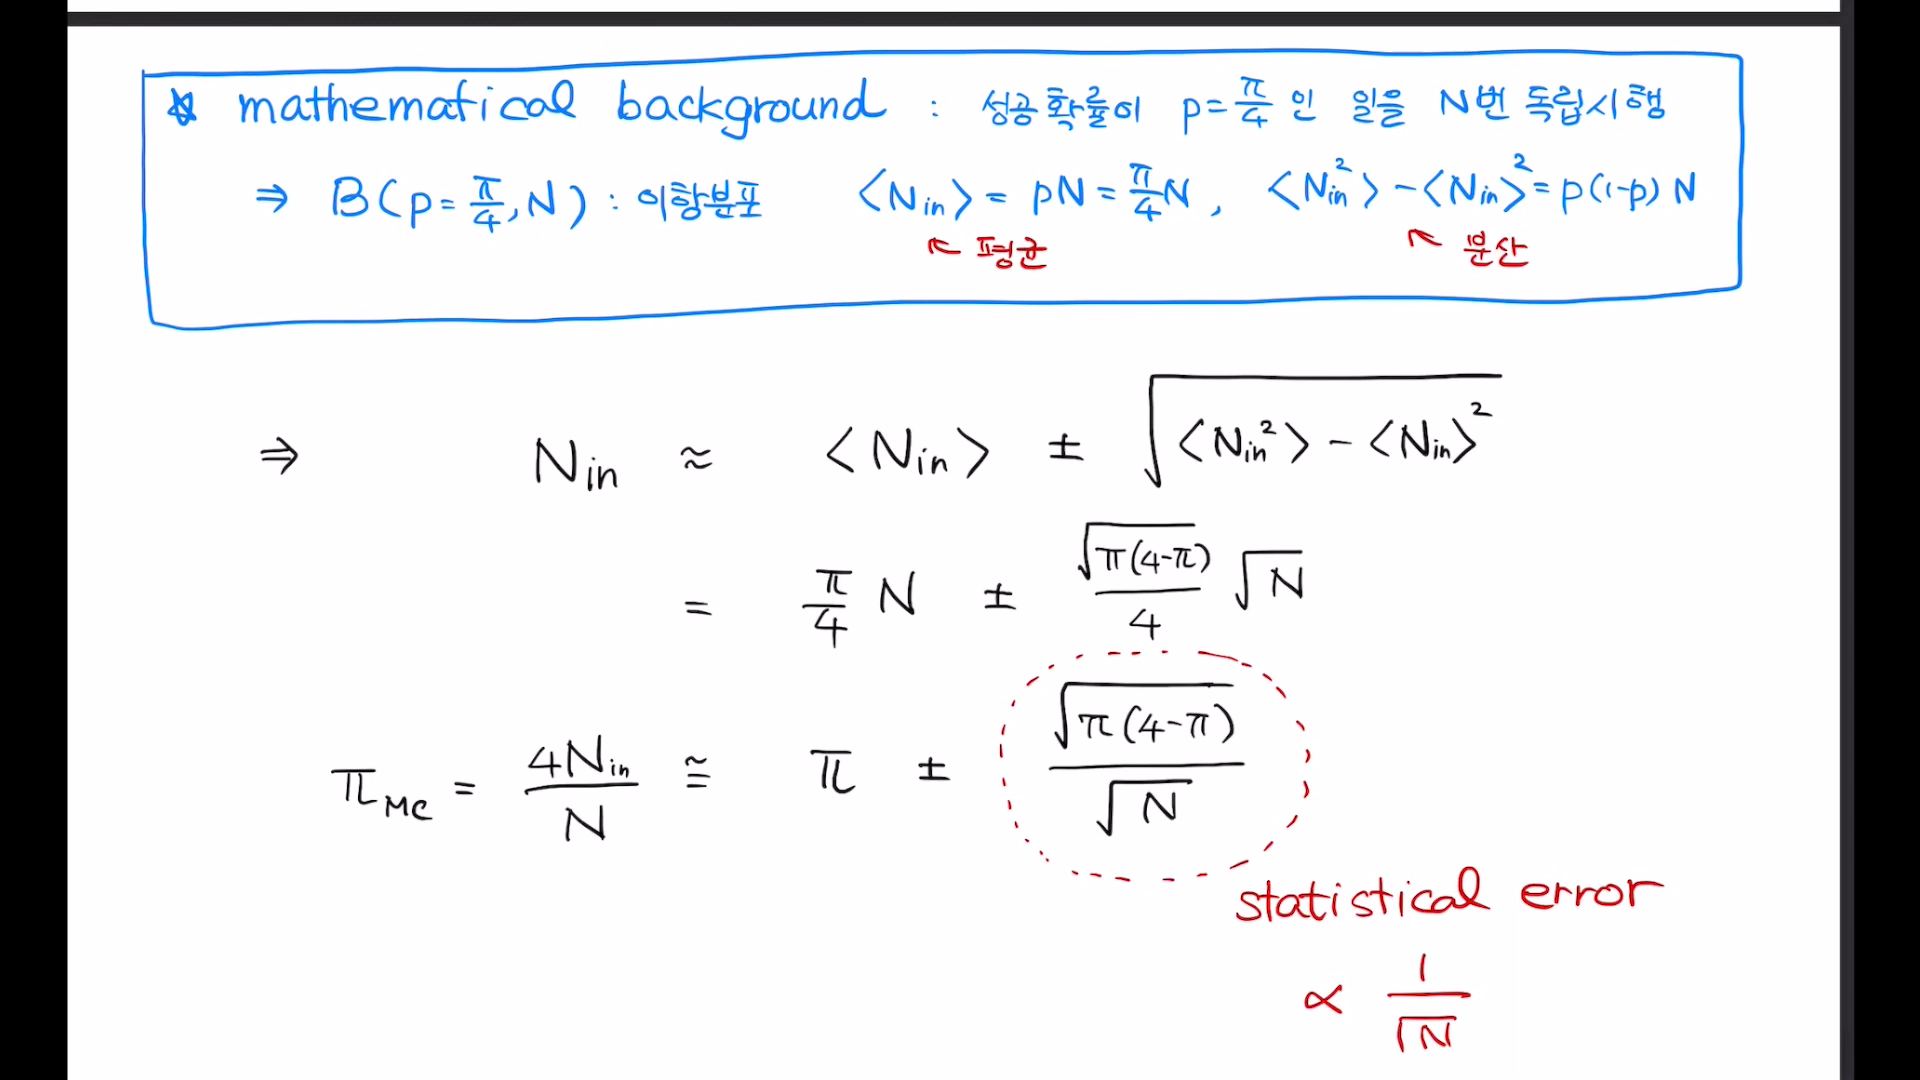 * mathematical background : 성공확률이 p=π/4 인 일을 N번 독립시행
⇒ B(p=π/4, N) : 이항분포 ⟨N_in⟩ = pN = π/4 N, ⟨N_in²⟩ - ⟨N_in⟩² = p(1-p) N
↖ 평균 ↖ 분산
⇒ N_in ≈ ⟨N_in⟩ ± √(⟨N_in²⟩ - ⟨N_in⟩²)
= π/4 N ± √(π(4-π))/4 √N
π_MC = 4N_in/N ≅ π ± √(π(4-π))/√N
statistical error
∝ 1/√N